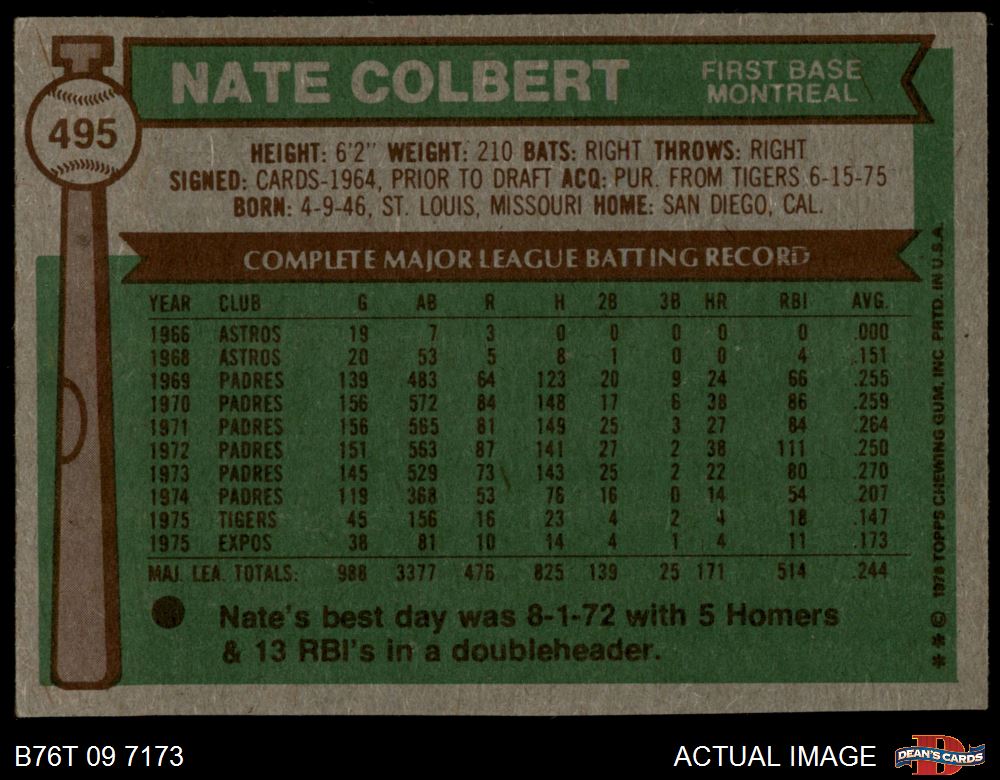 NATE COLBERT
FIRST BASE
MONTREAL
495
HEIGHT: 6'2" WEIGHT: 210 BATS: RIGHT THROWS: RIGHT
SIGNED: CARDS-1964, PRIOR TO DRAFT ACQ: PUR. FROM TIGERS 6-15-75
BORN: 4-9-46, ST. LOUIS, MISSOURI HOME: SAN DIEGO, CAL.
COMPLETE MAJOR LEAGUE BATTING RECORD
YEAR CLUB G AB R H 2B 3B HR RBI AVG.
1966 ASTROS 19 7 3 0 0 0 0 0 .000
1968 ASTROS 20 53 5 8 1 0 0 4 .151
1969 PADRES 139 483 64 123 20 9 24 66 .255
1970 PADRES 156 572 84 148 17 6 38 86 .259
1971 PADRES 156 565 81 149 25 3 27 84 .264
1972 PADRES 151 563 87 141 27 2 38 111 .250
1973 PADRES 145 529 73 143 25 2 22 80 .270
1974 PADRES 119 368 53 76 16 0 14 54 .207
1975 TIGERS 45 156 16 23 4 2 4 18 .147
1975 EXPOS 38 81 10 14 4 1 4 11 .173
MAJ. LEA. TOTALS: 988 3377 476 825 139 25 171 514 .244
Nate's best day was 8-1-72 with 5 Homers
& 13 RBI's in a doubleheader.
* * © 1976 TOPPS CHEWING GUM, INC. PRTD. IN U.S.A.
B76T 09 7173
ACTUAL IMAGE
D
DEAN'S CARDS